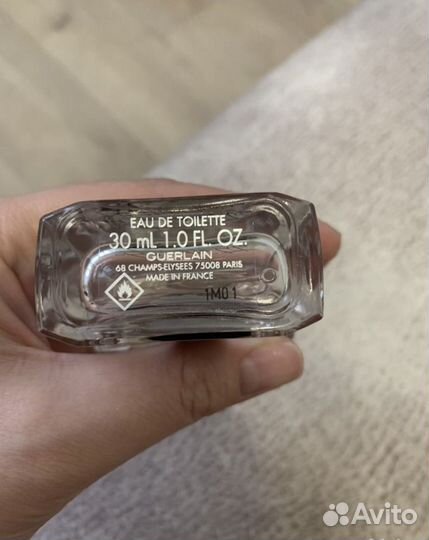 EAU DE TOILETTE
30 mL 1.0 FL. OZ.
GUERLAIN
68 CHAMPS-ELYSEES 75008 PARIS
MADE IN FRANCE
1M01
Avito